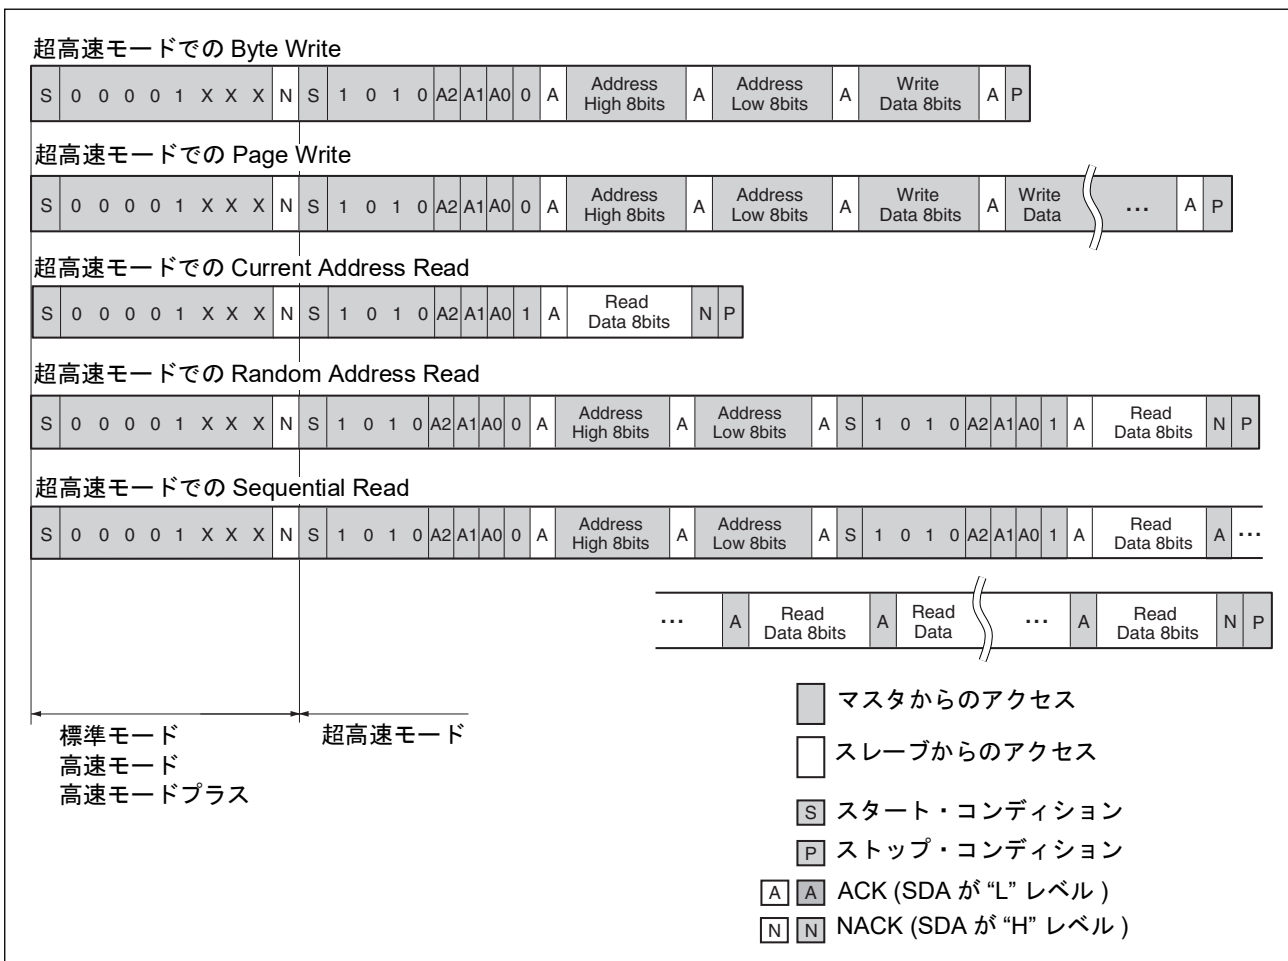 超高速モードでの Byte Write
S 0 0 0 0 1 X X X N S 1 0 1 0 A2 A1 A0 0 A Address High 8bits A Address Low 8bits A Write Data 8bits A P
超高速モードでの Page Write
S 0 0 0 0 1 X X X N S 1 0 1 0 A2 A1 A0 0 A Address High 8bits A Address Low 8bits A Write Data 8bits A Write Data ... A P
超高速モードでの Current Address Read
S 0 0 0 0 1 X X X N S 1 0 1 0 A2 A1 A0 1 A Read Data 8bits N P
超高速モードでの Random Address Read
S 0 0 0 0 1 X X X N S 1 0 1 0 A2 A1 A0 0 A Address High 8bits A Address Low 8bits A S 1 0 1 0 A2 A1 A0 1 A Read Data 8bits N P
超高速モードでの Sequential Read
S 0 0 0 0 1 X X X N S 1 0 1 0 A2 A1 A0 0 A Address High 8bits A Address Low 8bits A S 1 0 1 0 A2 A1 A0 1 A Read Data 8bits A ...
... A Read Data 8bits A Read Data ... A Read Data 8bits N P
標準モード
高速モード
高速モードプラス
超高速モード
マスタからのアクセス
スレーブからのアクセス
S スタート・コンディション
P ストップ・コンディション
A A ACK (SDA が “L” レベル )
N N NACK (SDA が “H” レベル )